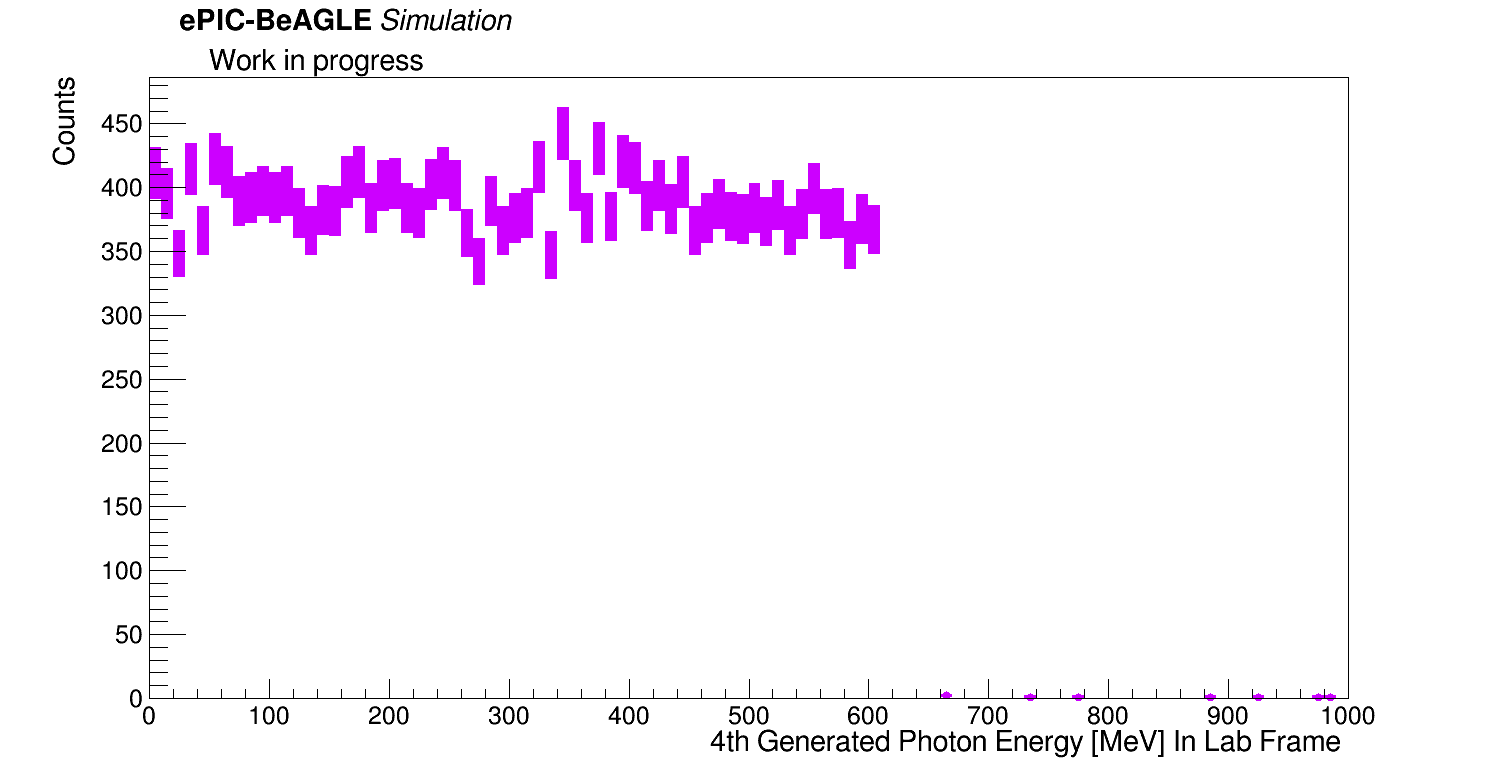 ePIC-BeAGLE Simulation
Work in progress
Counts
450
400
350
300
250
200
150
100
50
0
0 100 200 300 400 500 600 700 800 900 1000
4th Generated Photon Energy [MeV] In Lab Frame